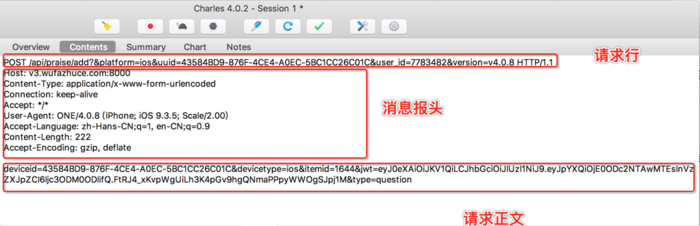 Charles 4.0.2 - Session 1 *
Overview Contents Summary Chart Notes
POST /api/praise/add?&platform=ios&uuid=43584BD9-876F-4CE4-A0EC-5BC1CC26C01C&user_id=7783482&version=v4.0.8 HTTP/1.1
请求行
Host: v3.wufazhuce.com:8000
Content-Type: application/x-www-form-urlencoded
Connection: keep-alive
Accept: */*
消息报头
User-Agent: ONE/4.0.8 (iPhone; iOS 9.3.5; Scale/2.00)
Accept-Language: zh-Hans-CN;q=1, en-CN;q=0.9
Content-Length: 222
Accept-Encoding: gzip, deflate
deviceid=43584BD9-876F-4CE4-A0EC-5BC1CC26C01C&devicetype=ios&itemid=1644&jwt=eyJ0eXAiOiJKV1QiLCJhbGciOiJIUzI1NiJ9.eyJpYXQiOjE0ODc2NTAwMTEsInVz
ZXJpZCI6Ijc3ODM0ODIifQ.FtRJ4_xKvpWgUiLh3K4pGv9hgQNmaPPpyWWOgSJpj1M&type=question
请求正文